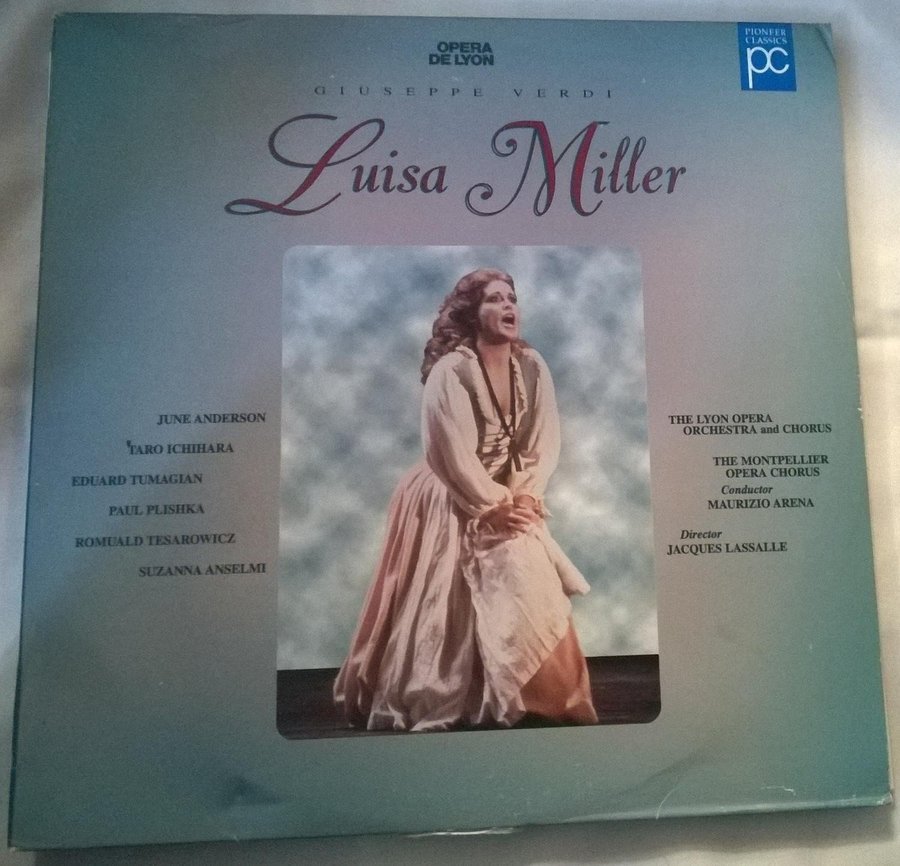 OPERA
DE LYON
PIONEER
CLASSICS
pc
GIUSEPPE VERDI
Luisa Miller
JUNE ANDERSON
TARO ICHIHARA
EDUARD TUMAGIAN
PAUL PLISHKA
ROMUALD TESAROWICZ
SUZANNA ANSELMI
THE LYON OPERA
ORCHESTRA and CHORUS
THE MONTPELLIER
OPERA CHORUS
Conductor
MAURIZIO ARENA
Director
JACQUES LASSALLE